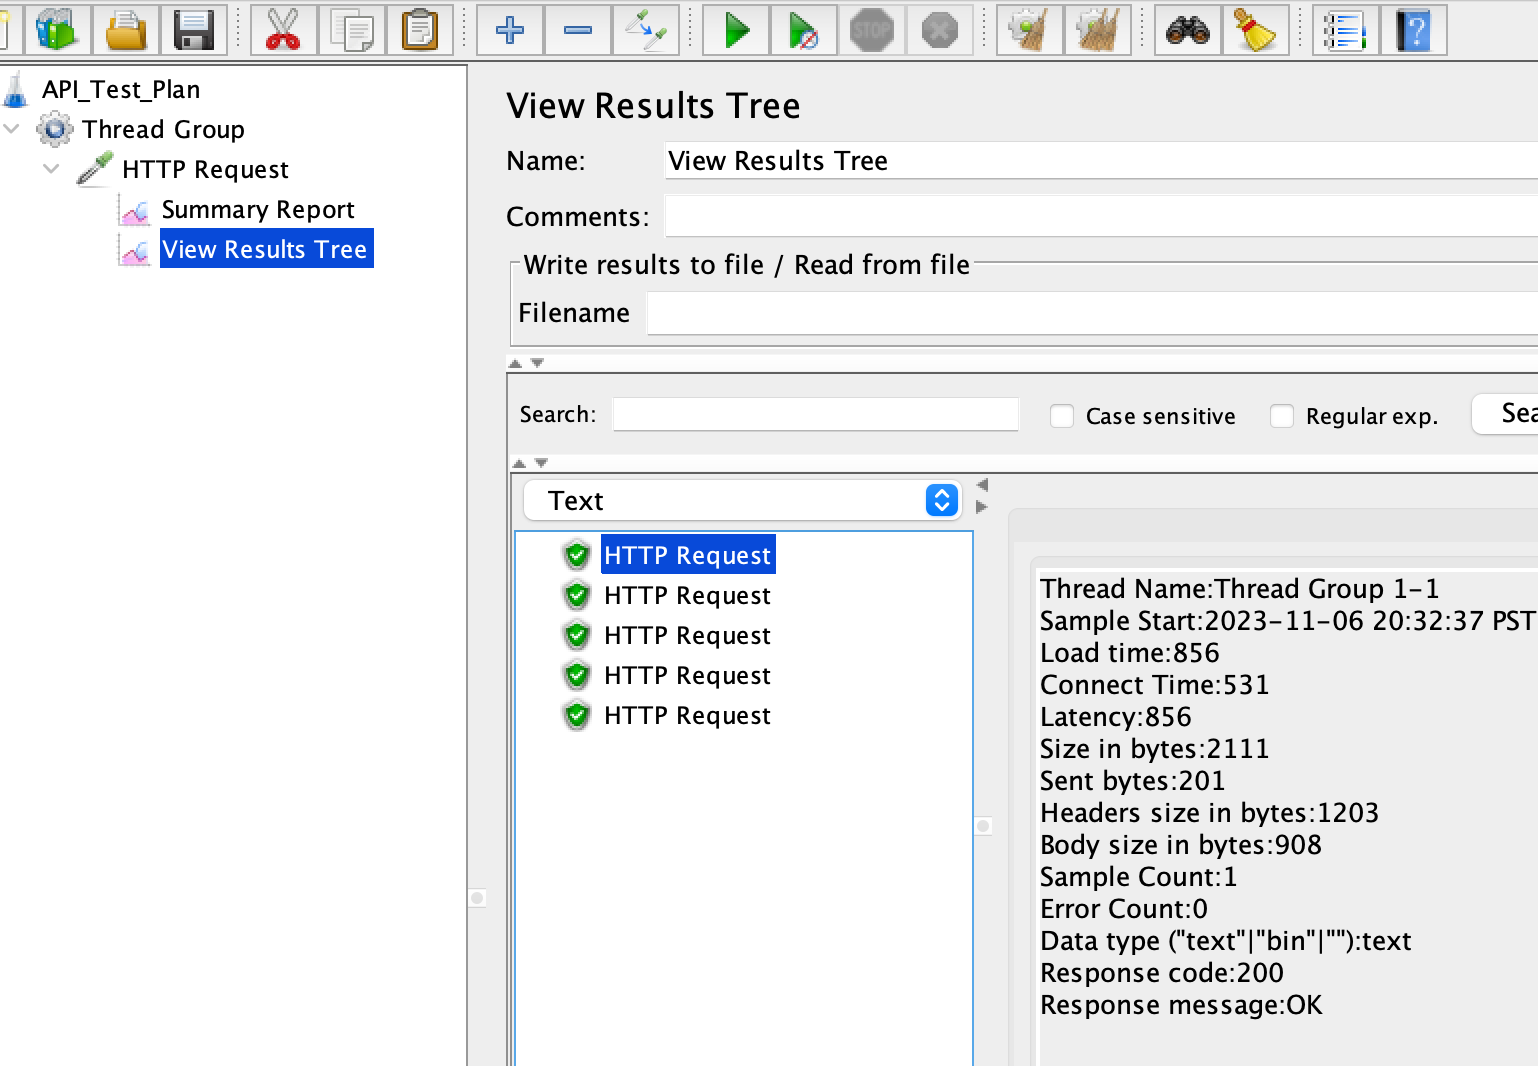 STOP
API_Test_Plan
Thread Group
HTTP Request
Summary Report
View Results Tree
View Results Tree
Name: View Results Tree
Comments:
Write results to file / Read from file
Filename
Search: Case sensitive Regular exp. Sea
Text
HTTP Request
HTTP Request
HTTP Request
HTTP Request
HTTP Request
Thread Name:Thread Group 1-1
Sample Start:2023-11-06 20:32:37 PST
Load time:856
Connect Time:531
Latency:856
Size in bytes:2111
Sent bytes:201
Headers size in bytes:1203
Body size in bytes:908
Sample Count:1
Error Count:0
Data type ("text"|"bin"|""):text
Response code:200
Response message:OK